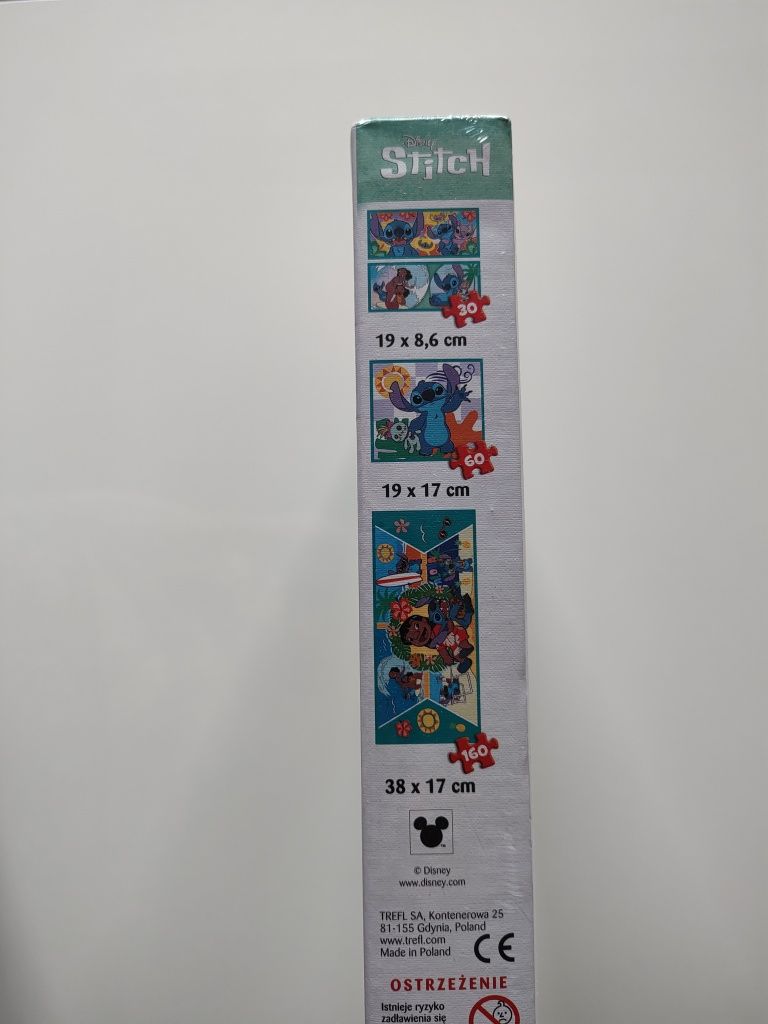 Disney
Stitch
30
19 x 8,6 cm
60
19 x 17 cm
160
38 x 17 cm
© Disney
www.disney.com
TREFL SA, Kontenerowa 25
81-155 Gdynia, Poland
www.trefl.com
Made in Poland
CE
OSTRZEŻENIE
Istnieje ryzyko
zadławienia się